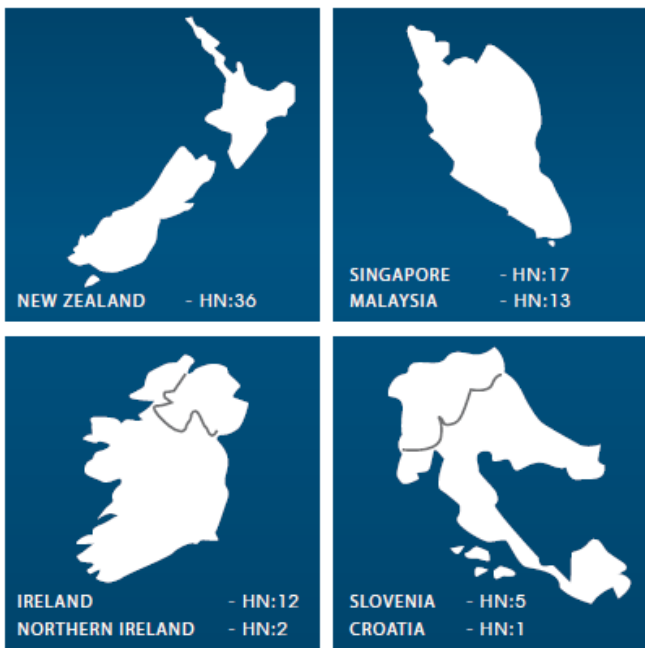 NEW ZEALAND - HN:36
SINGAPORE - HN:17
MALAYSIA - HN:13
IRELAND - HN:12
NORTHERN IRELAND - HN:2
SLOVENIA - HN:5
CROATIA - HN:1